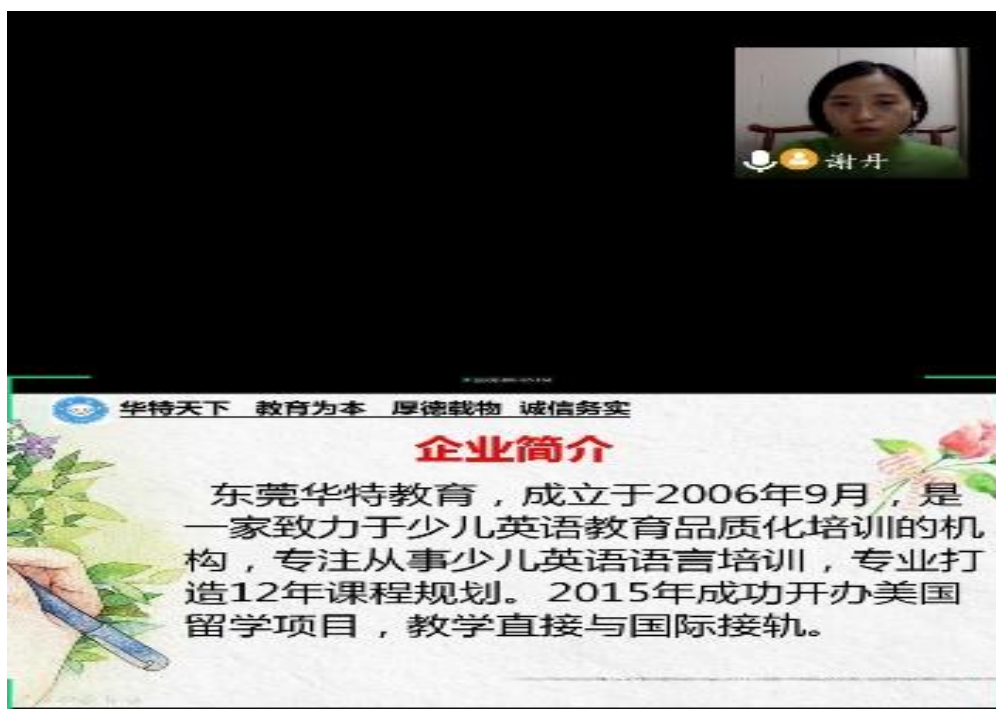 谢丹
华特天下 教育为本 厚德载物 诚信务实
企业简介
东莞华特教育，成立于2006年9月，是
一家致力于少儿英语教育品质化培训的机
构，专注从事少儿英语语言培训，专业打
造12年课程规划。2015年成功开办美国
留学项目，教学直接与国际接轨。